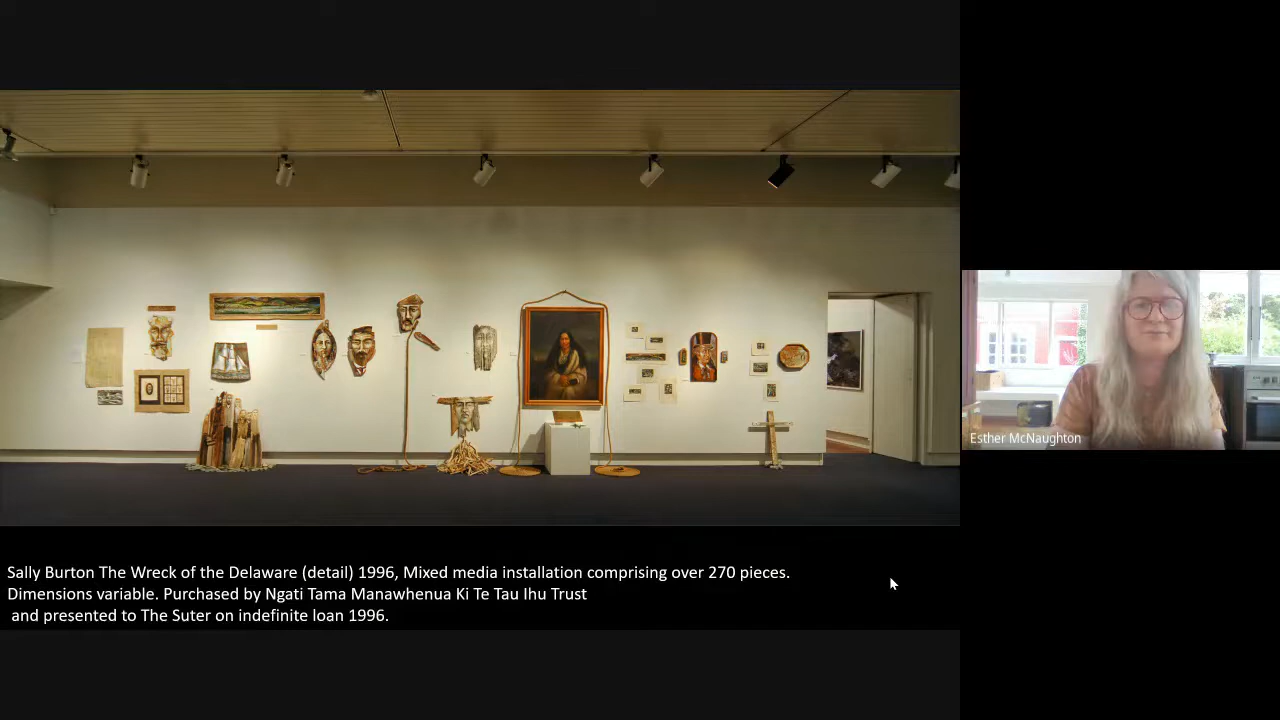 Sally Burton The Wreck of the Delaware (detail) 1996, Mixed media installation comprising over 270 pieces.
Dimensions variable. Purchased by Ngati Tama Manawhenua Ki Te Tau Ihu Trust
and presented to The Suter on indefinite loan 1996.
Esther McNaughton